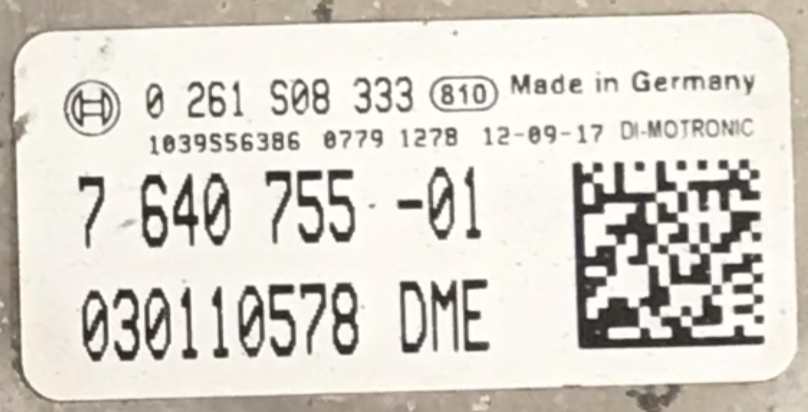 0 261 S08 333 810 Made in Germany
1039S56386 0779 1278 12-09-17 DI-MOTRONIC
7 640 755 -01
030110578 DME